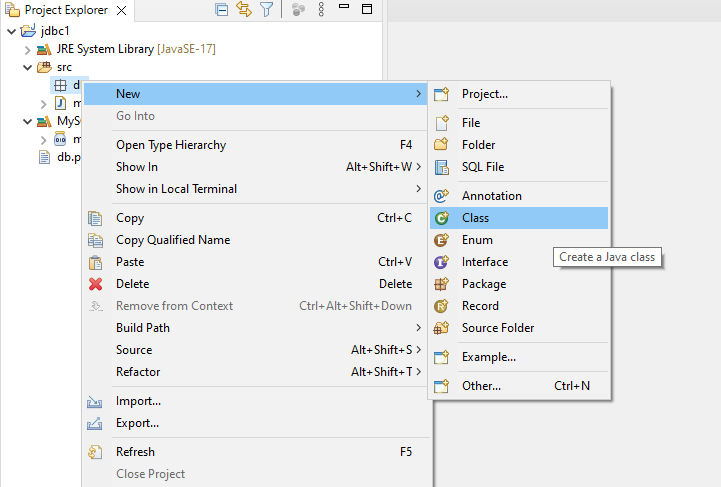 Project Explorer
jdbc1
JRE System Library [JavaSE-17]
src
New
Go Into
Open Type Hierarchy F4
Show In Alt+Shift+W
Show in Local Terminal
Copy Ctrl+C
Copy Qualified Name
Paste Ctrl+V
Delete Delete
Remove from Context Ctrl+Alt+Shift+Down
Build Path
Source Alt+Shift+S
Refactor Alt+Shift+T
Import...
Export...
Refresh F5
Close Project
Project...
File
Folder
SQL File
Annotation
Class
Enum
Interface
Package
Record
Source Folder
Example...
Other... Ctrl+N
Create a Java class